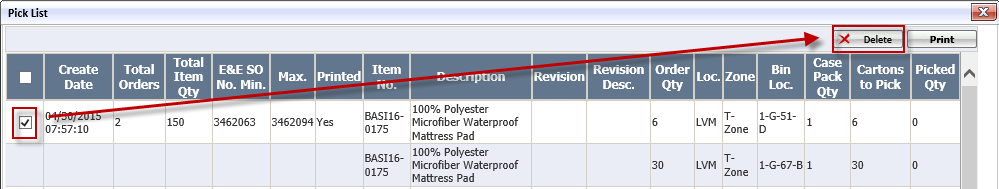 Pick List
Delete Print
Create Date Total Orders Total Item Qty E&E SO No. Min. Max. Printed Item No. Description Revision Revision Desc. Order Qty Loc. Zone Bin Loc. Case Pack Qty Cartons to Pick Picked Qty
04/30/2015 07:57:10 2 150 3462063 3462094 Yes BASI16-0175 100% Polyester Microfiber Waterproof Mattress Pad 6 LVM T-Zone 1-G-51-D 1 6 0
BASI16-0175 100% Polyester Microfiber Waterproof Mattress Pad 30 LVM T-Zone 1-G-67-B 1 30 0